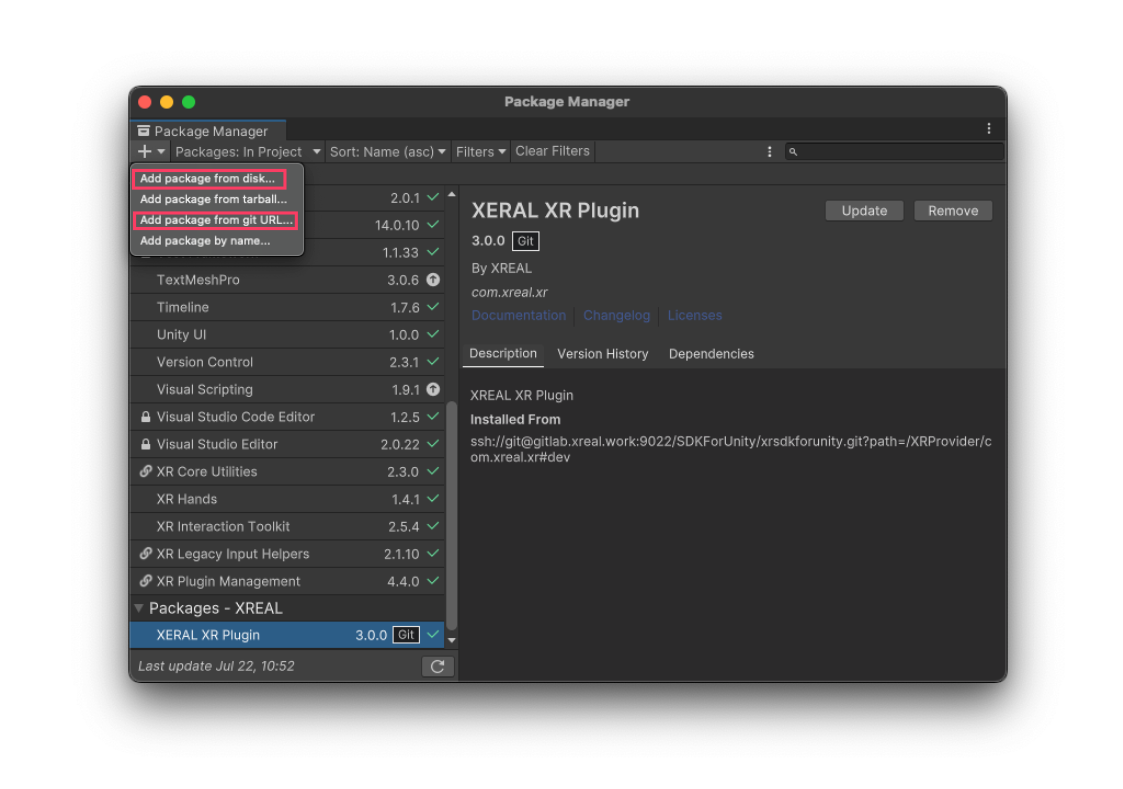 Package Manager
Package Manager
Packages: In Project Sort: Name (asc) Filters Clear Filters
Add package from disk...
Add package from tarball...
Add package from git URL...
Add package by name...
2.0.1
14.0.10
1.1.33
TextMeshPro 3.0.6
Timeline 1.7.6
Unity UI 1.0.0
Version Control 2.3.1
Visual Scripting 1.9.1
Visual Studio Code Editor 1.2.5
Visual Studio Editor 2.0.22
XR Core Utilities 2.3.0
XR Hands 1.4.1
XR Interaction Toolkit 2.5.4
XR Legacy Input Helpers 2.1.10
XR Plugin Management 4.4.0
Packages - XREAL
XERAL XR Plugin 3.0.0 Git
Last update Jul 22, 10:52
XERAL XR Plugin Update Remove
3.0.0 Git
By XREAL
com.xreal.xr
Documentation Changelog Licenses
Description Version History Dependencies
XREAL XR Plugin
Installed From
ssh://git@gitlab.xreal.work:9022/SDKForUnity/xrsdkforunity.git?path=/XRProvider/c
om.xreal.xr#dev